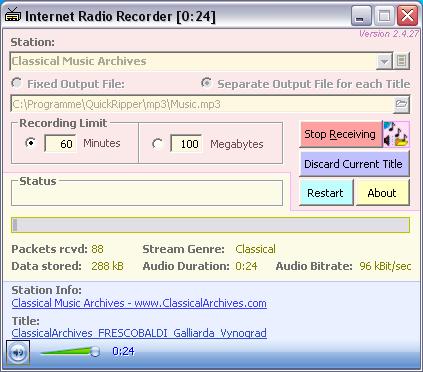 Internet Radio Recorder [0:24]
Version 2.4.27
Station:
Classical Music Archives
Fixed Output File: Separate Output File for each Title
C:\Programme\QuickRipper\mp3\Music.mp3
Recording Limit
60 Minutes 100 Megabytes
Stop Receiving
Discard Current Title
Restart About
Status
Packets rcvd: 88 Stream Genre: Classical
Data stored: 288 kB Audio Duration: 0:24 Audio Bitrate: 96 kBit/sec
Station Info:
Classical Music Archives - www.ClassicalArchives.com
Title:
ClassicalArchives_FRESCOBALDI_Galliarda_Vynograd
0:24